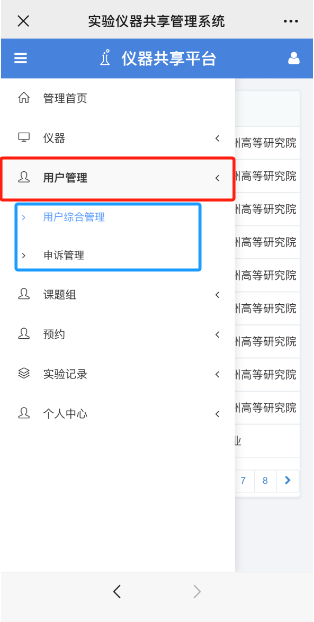 实验仪器共享管理系统
仪器共享平台
管理首页
仪器
州高等研究院
用户管理
州高等研究院
用户综合管理
州高等研究院
申诉管理
州高等研究院
州高等研究院
课题组
州高等研究院
预约
州高等研究院
实验记录
州高等研究院
个人中心
州高等研究院
业
7 8